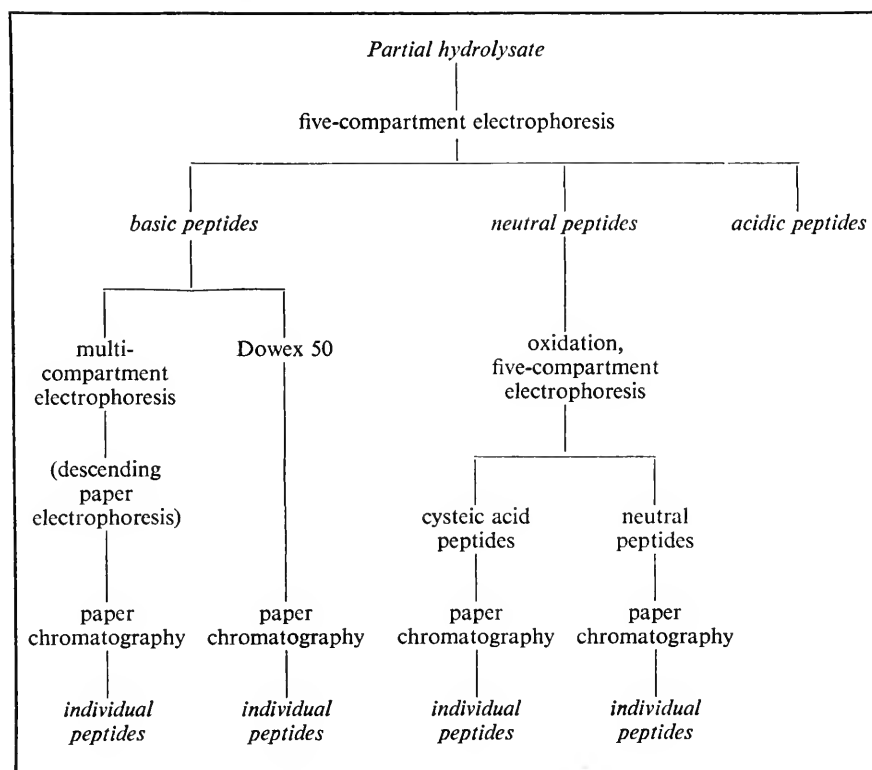 Partial hydrolysate
five-compartment electrophoresis
basic peptides
neutral peptides
acidic peptides
multi-
compartment
electrophoresis
Dowex 50
oxidation,
five-compartment
electrophoresis
(descending
paper
electrophoresis)
cysteic acid
peptides
neutral
peptides
paper
chromatography
paper
chromatography
paper
chromatography
paper
chromatography
individual
peptides
individual
peptides
individual
peptides
individual
peptides